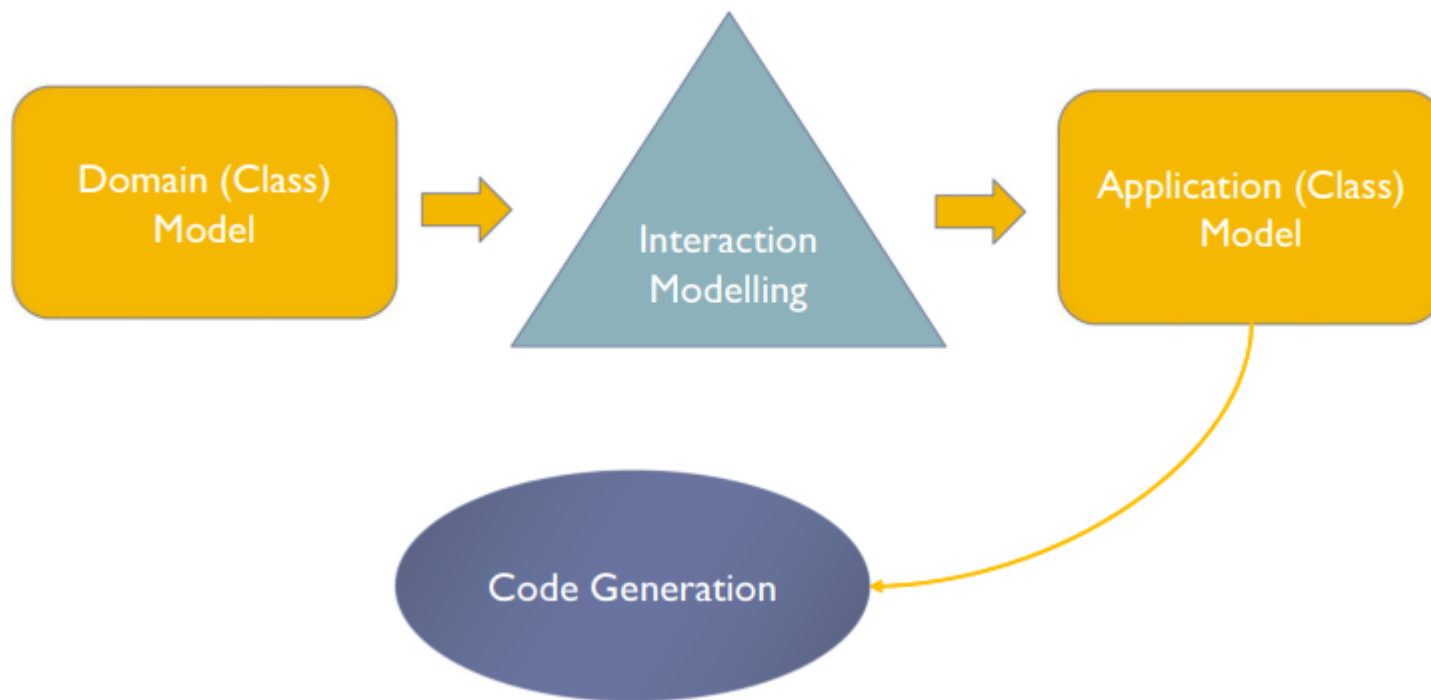 Domain (Class)
Model
Interaction
Modelling
Application (Class)
Model
Code Generation